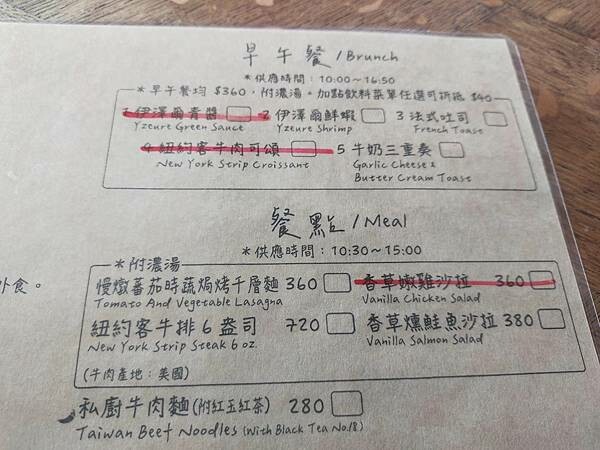 早午餐/Brunch
*供應時間：10:00~16:50
*早午餐均 $360，附濃湯。加點飲料菜單任選可折抵 $40
1 伊澤爾青醬 2 伊澤爾鮮蝦 3 法式吐司
Yzeure Green Sauce Yzeure Shrimp French Toast
4 紐約客牛肉可頌 5 牛奶三重奏
New York Strip Croissant Garlic Cheese &
Butter Cream Toast
餐點/Meal
*供應時間：10:30~15:00
*附濃湯
外食。
慢燉蕃茄時蔬焗烤千層麵 360 香草嫩雞沙拉 360
Tomato And Vegetable Lasagna Vanilla Chicken Salad
紐約客牛排 6 盎司 720 香草燻鮭魚沙拉 380
New York Strip Steak 6 oz. Vanilla Salmon Salad
(牛肉產地：美國)
私廚牛肉麵(附紅玉紅茶) 280
Taiwan Beef Noodles (With Black Tea No.18)